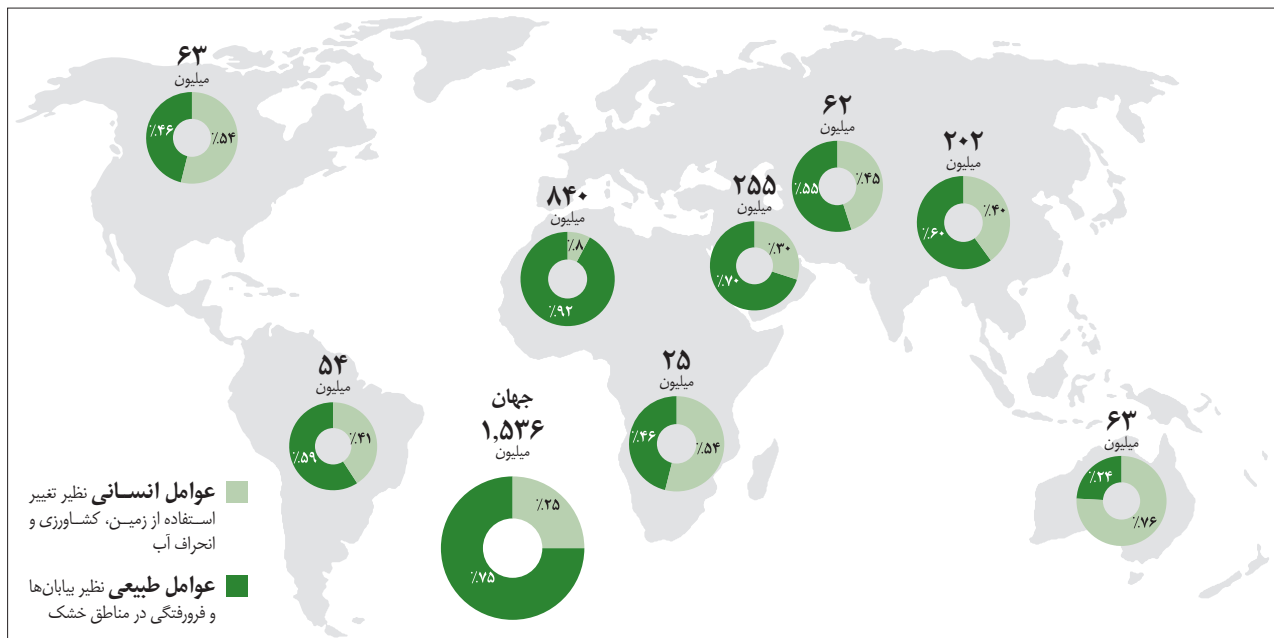 ۶۳
میلیون
٪۴۶
٪۵۴
۶۲
میلیون
٪۵۵
٪۴۵
۲۰۲
میلیون
٪۶۰
٪۴۰
۸۴۰
میلیون
٪۸
٪۹۲
۲۵۵
میلیون
٪۳۰
٪۷۰
۵۴
میلیون
٪۴۱
٪۵۹
جهان
۱,۵۳۶
میلیون
٪۲۵
٪۷۵
۲۵
میلیون
٪۴۶
٪۵۴
۶۳
میلیون
٪۲۴
٪۷۶
عوامل انسانی نظیر تغییر
استفاده از زمین، کشاورزی و
انحراف آب
عوامل طبیعی نظیر بیابان‌ها
و فرورفتگی در مناطق خشک